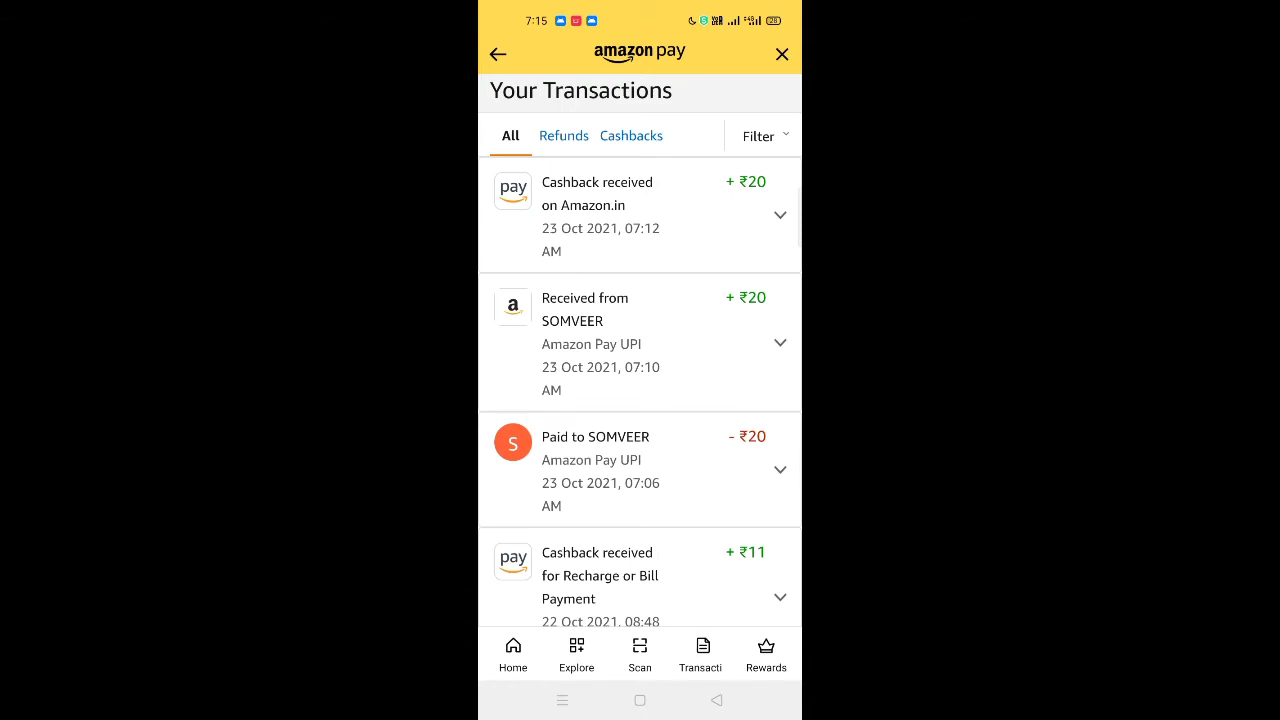 7:15
28
amazon pay
Your Transactions
All Refunds Cashbacks Filter
pay
Cashback received + ₹20
on Amazon.in
23 Oct 2021, 07:12
AM
a
Received from + ₹20
SOMVEER
Amazon Pay UPI
23 Oct 2021, 07:10
AM
S
Paid to SOMVEER - ₹20
Amazon Pay UPI
23 Oct 2021, 07:06
AM
pay
Cashback received + ₹11
for Recharge or Bill
Payment
22 Oct 2021, 08:48
Home Explore Scan Transacti Rewards